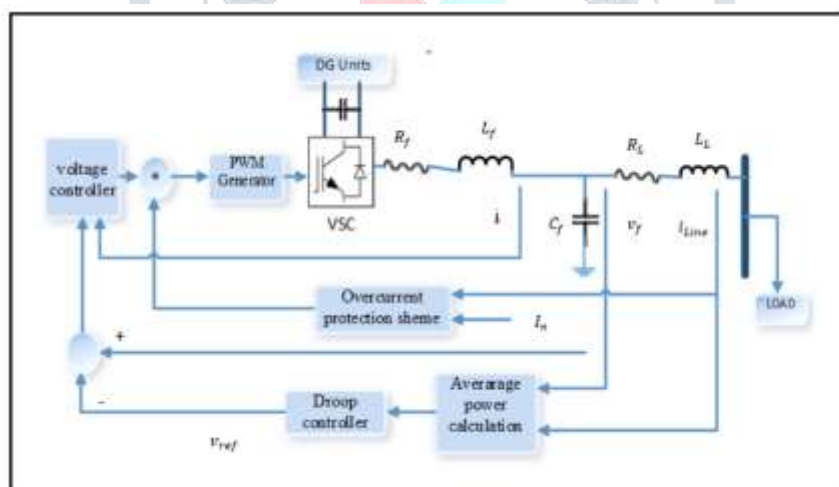 DG Units
R_f
L_f
R_L
L_L
voltage
controller
PWM
Generator
VSC
i
C_f
v_f
i_Line
Overcurrent
protection sheme
I_n
LOAD
+
-
Droop
controller
Averarage
power
calculation
v_ref